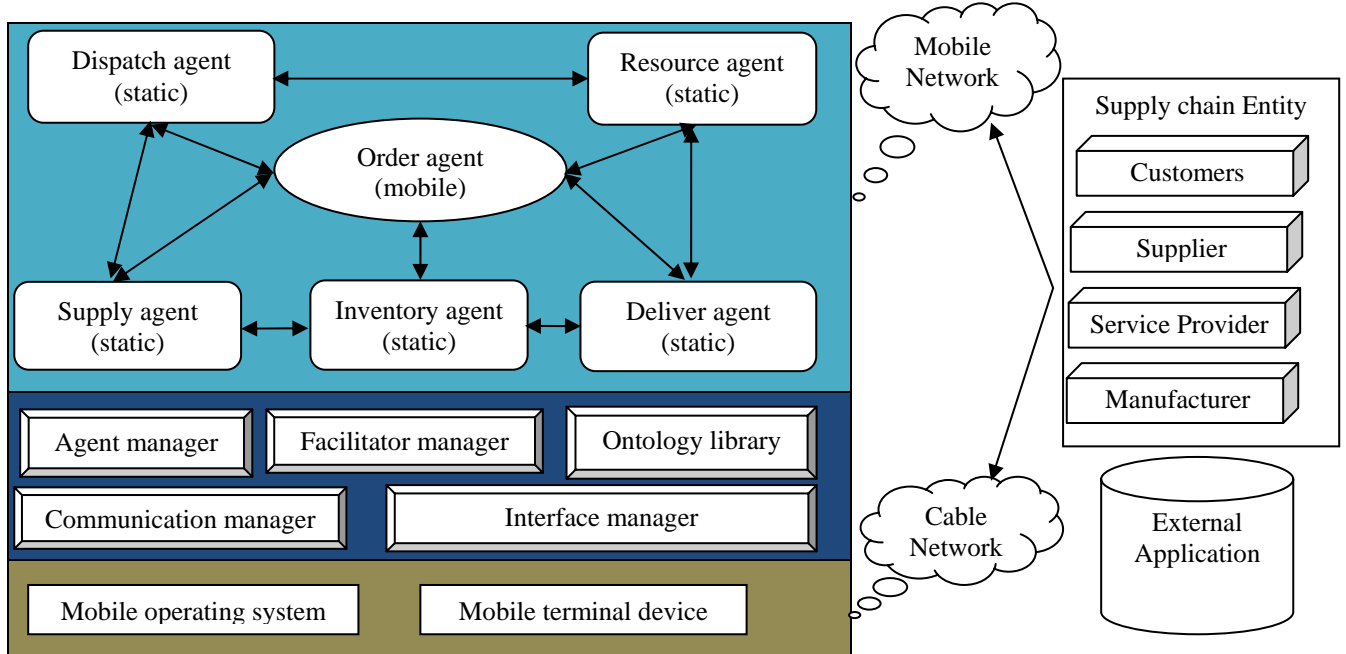 Dispatch agent
(static)
Resource agent
(static)
Order agent
(mobile)
Supply agent
(static)
Inventory agent
(static)
Deliver agent
(static)
Agent manager
Facilitator manager
Ontology library
Communication manager
Interface manager
Mobile operating system
Mobile terminal device
Mobile
Network
Cable
Network
Supply chain Entity
Customers
Supplier
Service Provider
Manufacturer
External
Application